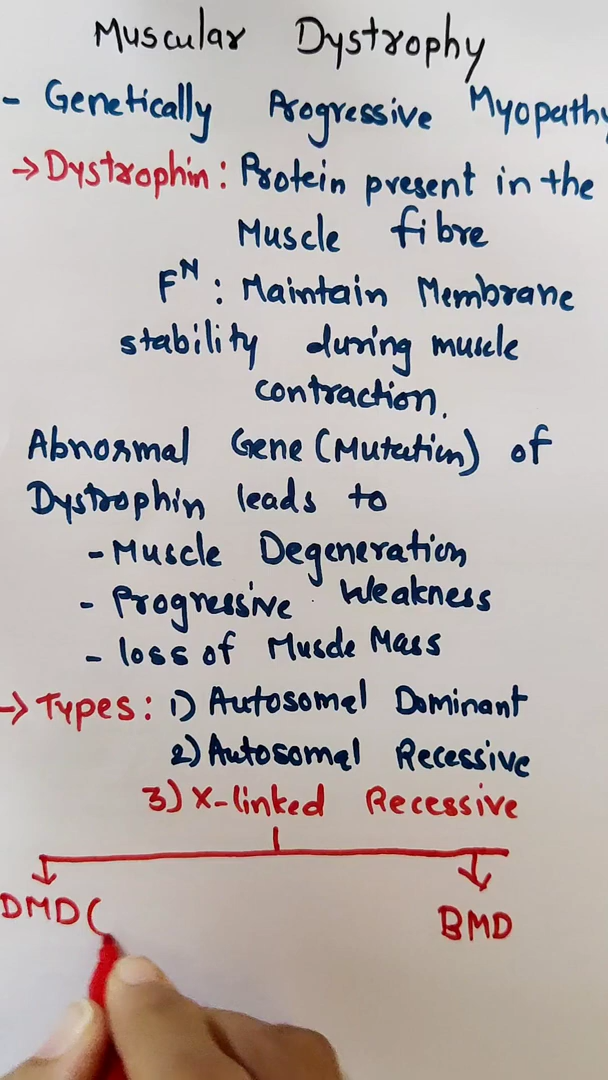 Muscular Dystrophy
- Genetically Progressive Myopathy
→ Dystrophin : Protein present in the
Muscle fibre
Fᴺ : Maintain Membrane
stability during muscle
contraction.
Abnormal Gene (Mutation) of
Dystrophin leads to
- Muscle Degeneration
- Progressive Weakness
- loss of Muscle Mass
→ Types : 1) Autosomal Dominant
2) Autosomal Recessive
3) X-linked Recessive
DMD ( BMD